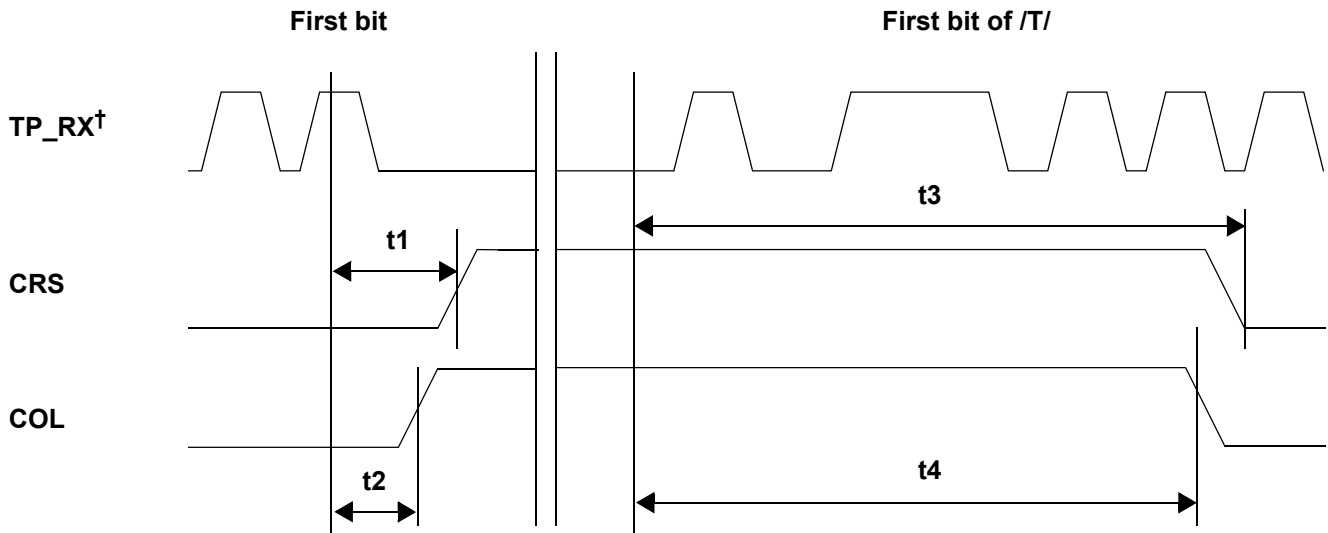 First bit
First bit of /T/
TP_RX†
t3
t1
CRS
COL
t4
t2